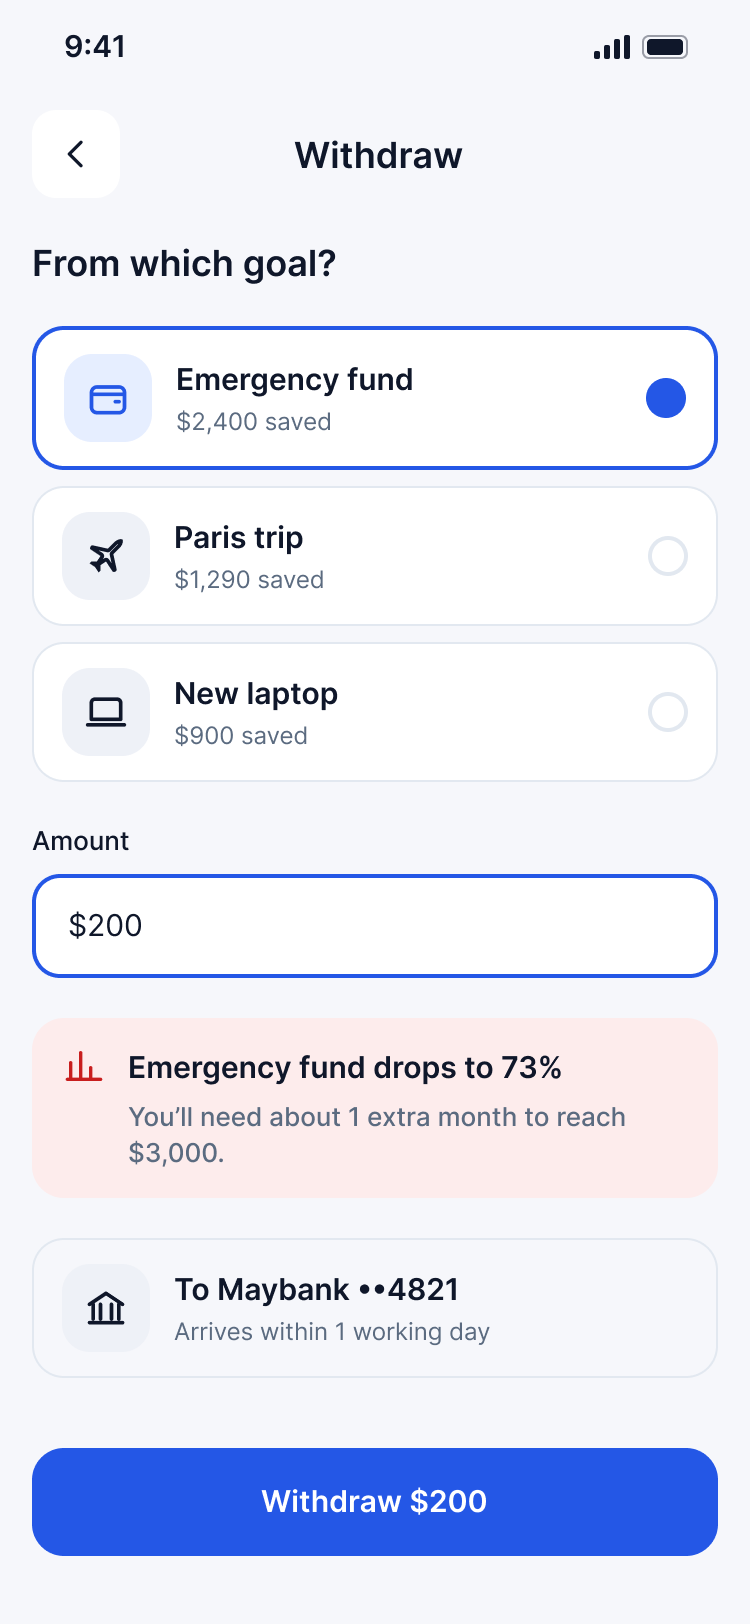 9:41
Withdraw
From which goal?
Emergency fund
$2,400 saved
Paris trip
$1,290 saved
New laptop
$900 saved
Amount
$200
Emergency fund drops to 73%
You’ll need about 1 extra month to reach
$3,000.
To Maybank ••4821
Arrives within 1 working day
Withdraw $200